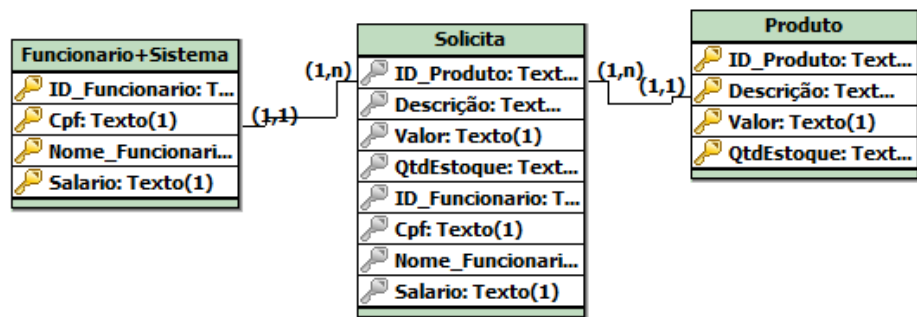 Funcionario+Sistema
ID_Funcionario: T...
Cpf: Texto(1)
Nome_Funcionari...
Salario: Texto(1)
(1,1)
(1,n)
Solicita
ID_Produto: Text...
Descrição: Text...
Valor: Texto(1)
QtdEstoque: Text...
ID_Funcionario: T...
Cpf: Texto(1)
Nome_Funcionari...
Salario: Texto(1)
(1,n)
(1,1)
Produto
ID_Produto: Text...
Descrição: Text...
Valor: Texto(1)
QtdEstoque: Text...